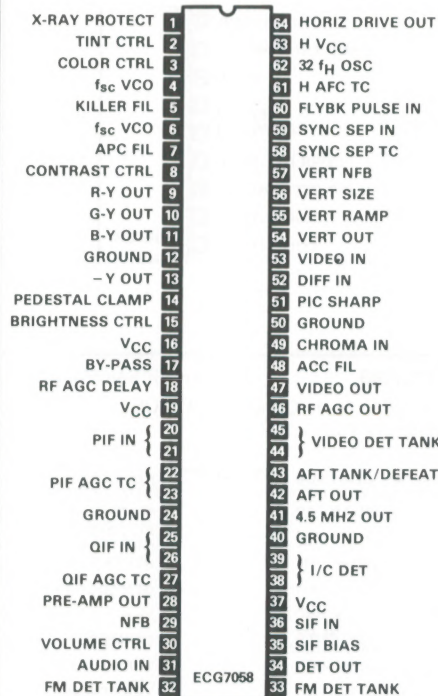 X-RAY PROTECT 1
TINT CTRL 2
COLOR CTRL 3
fsc VCO 4
KILLER FIL 5
fsc VCO 6
APC FIL 7
CONTRAST CTRL 8
R-Y OUT 9
G-Y OUT 10
B-Y OUT 11
GROUND 12
-Y OUT 13
PEDESTAL CLAMP 14
BRIGHTNESS CTRL 15
VCC 16
BY-PASS 17
RF AGC DELAY 18
VCC 19
PIF IN { 20
21
PIF AGC TC { 22
23
GROUND 24
QIF IN { 25
26
QIF AGC TC 27
PRE-AMP OUT 28
NFB 29
VOLUME CTRL 30
AUDIO IN 31
FM DET TANK 32
64 HORIZ DRIVE OUT
63 H VCC
62 32 fH OSC
61 H AFC TC
60 FLYBK PULSE IN
59 SYNC SEP IN
58 SYNC SEP TC
57 VERT NFB
56 VERT SIZE
55 VERT RAMP
54 VERT OUT
53 VIDEO IN
52 DIFF IN
51 PIC SHARP
50 GROUND
49 CHROMA IN
48 ACC FIL
47 VIDEO OUT
46 RF AGC OUT
45
44 } VIDEO DET TANK
43 AFT TANK/DEFEAT
42 AFT OUT
41 4.5 MHZ OUT
40 GROUND
39
38 } I/C DET
37 VCC
36 SIF IN
35 SIF BIAS
34 DET OUT
33 FM DET TANK
ECG7058